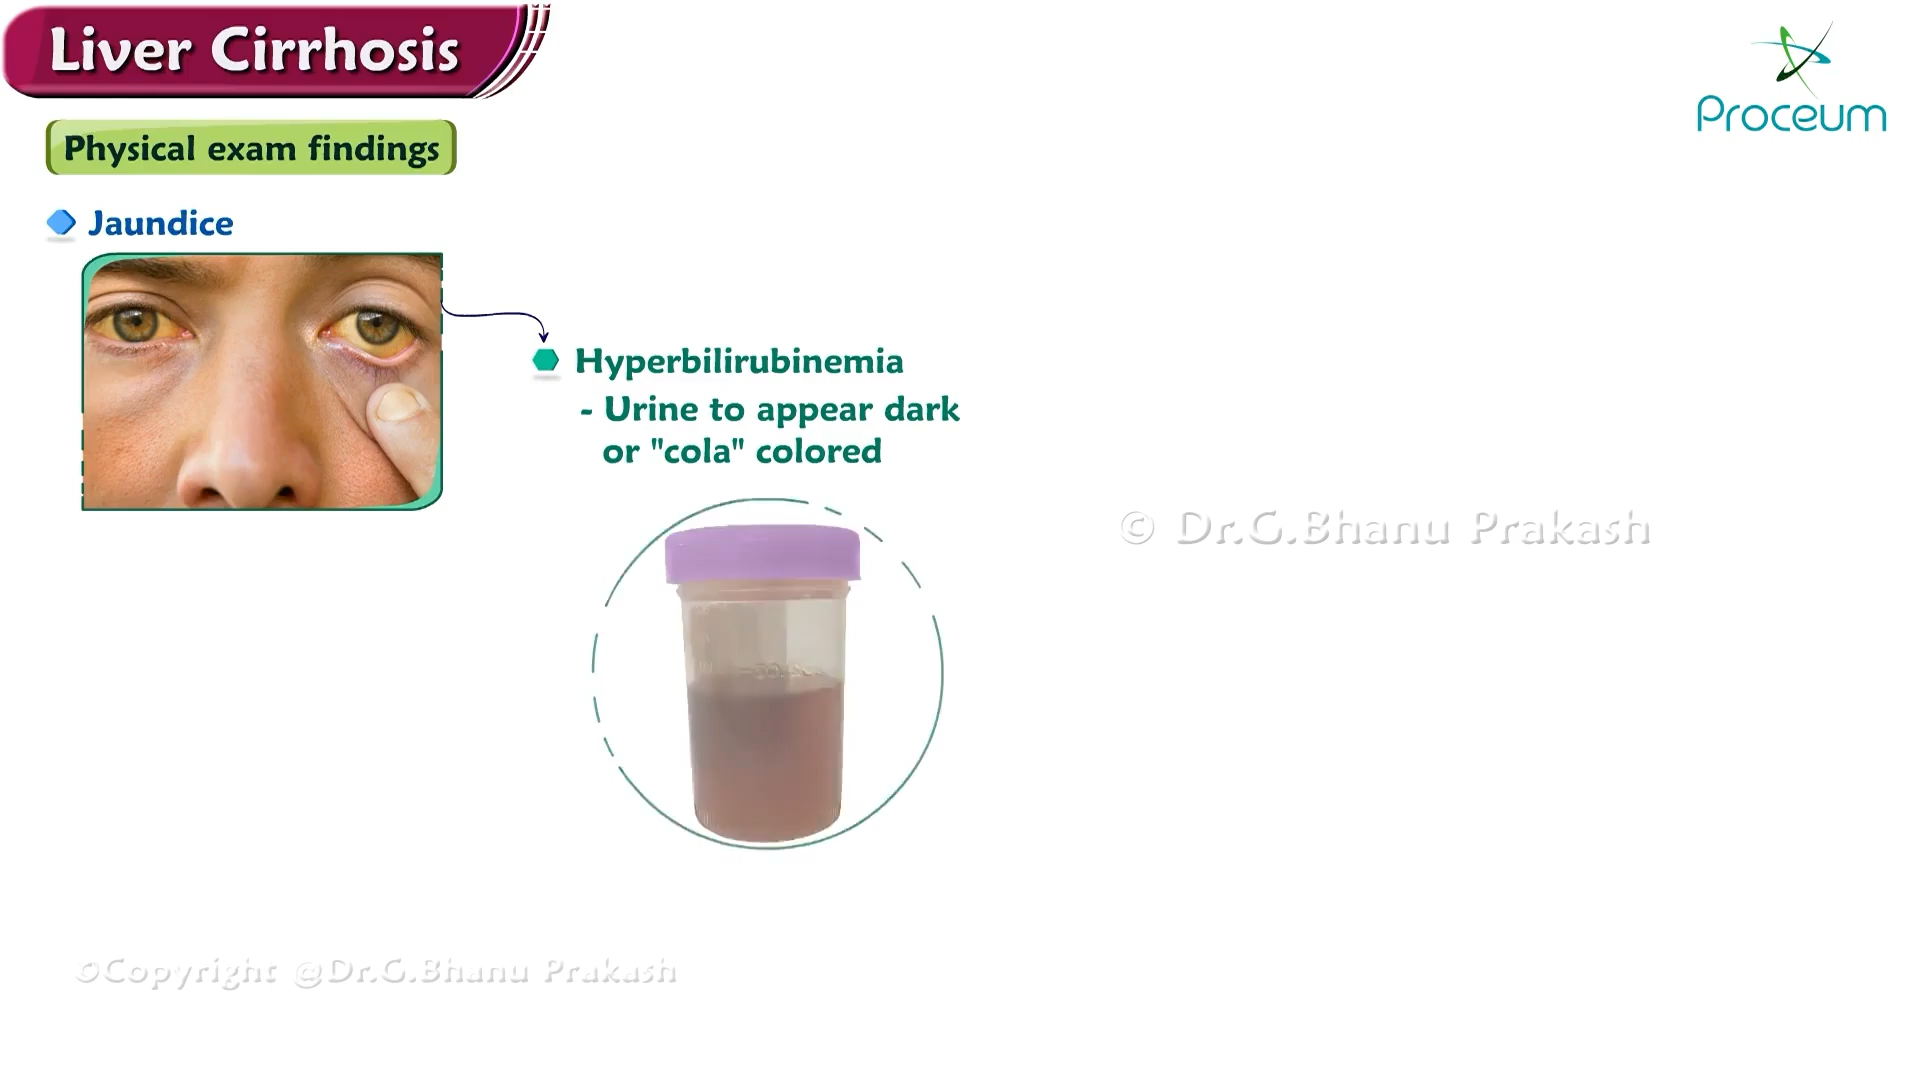 Liver Cirrhosis
Proceum
Physical exam findings
Jaundice
Hyperbilirubinemia
- Urine to appear dark
or "cola" colored
© Dr.G.Bhanu Prakash
©Copyright @Dr.G.Bhanu Prakash